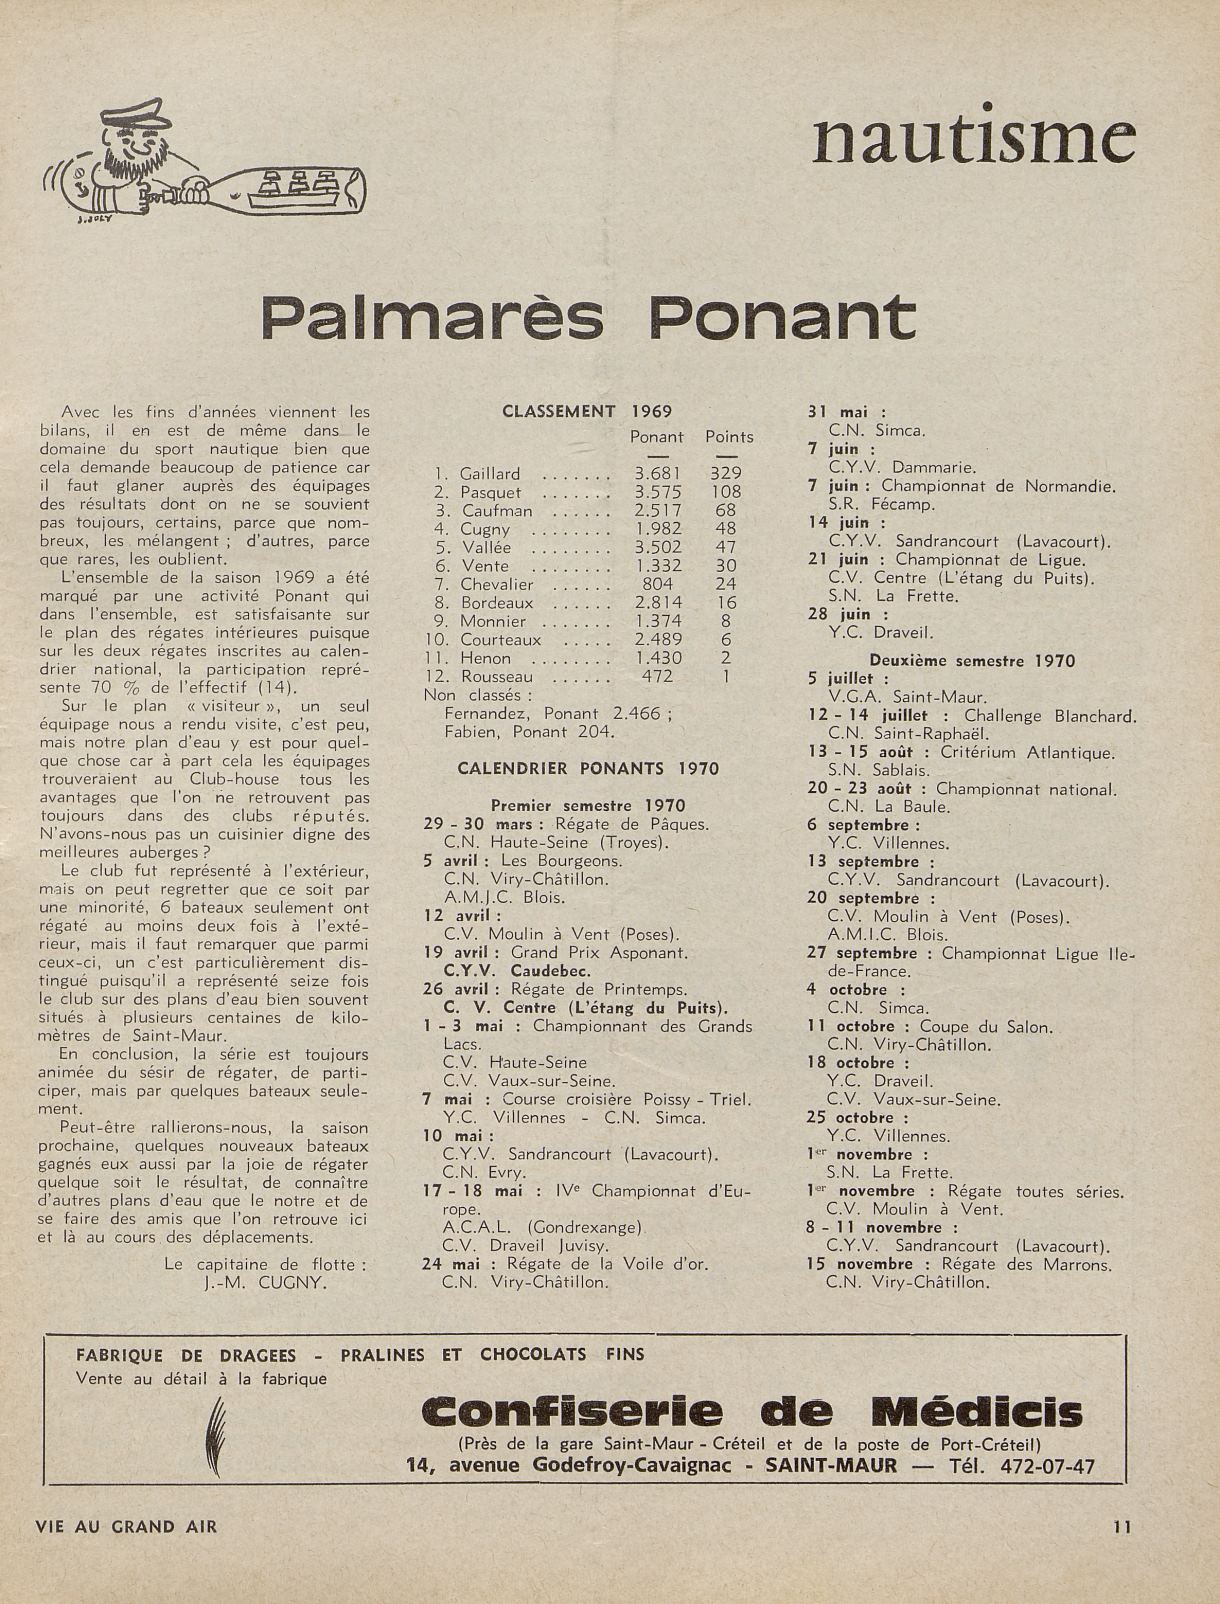 nautisme
J. JOLY
Palmarès Ponant
Avec les fins d'années viennent les
bilans, il en est de même dans le
domaine du sport nautique bien que
cela demande beaucoup de patience car
il faut glaner auprès des équipages
des résultats dont on ne se souvient
pas toujours, certains, parce que nom-
breux, les mélangent ; d'autres, parce
que rares, les oublient.
L'ensemble de la saison 1969 a été
marqué par une activité Ponant qui
dans l'ensemble, est satisfaisante sur
le plan des régates intérieures puisque
sur les deux régates inscrites au calen-
drier national, la participation repré-
sente 70 % de l'effectif (14).
Sur le plan « visiteur », un seul
équipage nous a rendu visite, c'est peu,
mais notre plan d'eau y est pour quel-
que chose car à part cela les équipages
trouveraient au Club-house tous les
avantages que l'on ne retrouvent pas
toujours dans des clubs réputés.
N'avons-nous pas un cuisinier digne des
meilleures auberges ?
Le club fut représenté à l'extérieur,
mais on peut regretter que ce soit par
une minorité, 6 bateaux seulement ont
régaté au moins deux fois à l'exté-
rieur, mais il faut remarquer que parmi
ceux-ci, un c'est particulièrement dis-
tingué puisqu'il a représenté seize fois
le club sur des plans d'eau bien souvent
situés à plusieurs centaines de kilo-
mètres de Saint-Maur.
En conclusion, la série est toujours
animée du sésir de régater, de parti-
ciper, mais par quelques bateaux seule-
ment.
Peut-être rallierons-nous, la saison
prochaine, quelques nouveaux bateaux
gagnés eux aussi par la joie de régater
quelque soit le résultat, de connaître
d'autres plans d'eau que le notre et de
se faire des amis que l'on retrouve ici
et là au cours des déplacements.
Le capitaine de flotte :
J.-M. CUGNY.
CLASSEMENT 1969
Ponant Points
1. Gaillard ....... 3.681 329
2. Pasquet ....... 3.575 108
3. Caufman ...... 2.517 68
4. Cugny ........ 1.982 48
5. Vallée ........ 3.502 47
6. Vente ........ 1.332 30
7. Chevalier ...... 804 24
8. Bordeaux ...... 2.814 16
9. Monnier ....... 1.374 8
10. Courteaux ..... 2.489 6
11. Henon ........ 1.430 2
12. Rousseau ...... 472 1
Non classés :
Fernandez, Ponant 2.466 ;
Fabien, Ponant 204.
CALENDRIER PONANTS 1970
Premier semestre 1970
29 - 30 mars : Régate de Pâques.
C.N. Haute-Seine (Troyes).
5 avril : Les Bourgeons.
C.N. Viry-Châtillon.
A.M.J.C. Blois.
12 avril :
C.V. Moulin à Vent (Poses).
19 avril : Grand Prix Asponant.
C.Y.V. Caudebec.
26 avril : Régate de Printemps.
C. V. Centre (L'étang du Puits).
1 - 3 mai : Championnant des Grands
Lacs.
C.V. Haute-Seine
C.V. Vaux-sur-Seine.
7 mai : Course croisière Poissy - Triel.
Y.C. Villennes - C.N. Simca.
10 mai :
C.Y.V. Sandrancourt (Lavacourt).
C.N. Evry.
17 - 18 mai : IVe Championnat d'Eu-
rope.
A.C.A.L. (Gondrexange)
C.V. Draveil Juvisy.
24 mai : Régate de la Voile d'or.
C.N. Viry-Châtillon.
31 mai :
C.N. Simca.
7 juin :
C.Y.V. Dammarie.
7 juin : Championnat de Normandie.
S.R. Fécamp.
14 juin :
C.Y.V. Sandrancourt (Lavacourt).
21 juin : Championnat de Ligue.
C.V. Centre (L'étang du Puits).
S.N. La Frette.
28 juin :
Y.C. Draveil.
Deuxième semestre 1970
5 juillet :
V.G.A. Saint-Maur.
12 - 14 juillet : Challenge Blanchard.
C.N. Saint-Raphaël.
13 - 15 août : Critérium Atlantique.
S.N. Sablais.
20 - 23 août : Championnat national.
C.N. La Baule.
6 septembre :
Y.C. Villennes.
13 septembre :
C.Y.V. Sandrancourt (Lavacourt).
20 septembre :
C.V. Moulin à Vent (Poses).
A.M.I.C. Blois.
27 septembre : Championnat Ligue Ile-
de-France.
4 octobre :
C.N. Simca.
11 octobre : Coupe du Salon.
C.N. Viry-Châtillon.
18 octobre :
Y.C. Draveil.
C.V. Vaux-sur-Seine.
25 octobre :
Y.C. Villennes.
1er novembre :
S.N. La Frette.
1er novembre : Régate toutes séries.
C.V. Moulin à Vent.
8 - 11 novembre :
C.Y.V. Sandrancourt (Lavacourt).
15 novembre : Régate des Marrons.
C.N. Viry-Châtillon.
FABRIQUE DE DRAGEES - PRALINES ET CHOCOLATS FINS
Vente au détail à la fabrique
Confiserie de Médicis
(Près de la gare Saint-Maur - Créteil et de la poste de Port-Créteil)
14, avenue Godefroy-Cavaignac - SAINT-MAUR — Tél. 472-07-47
VIE AU GRAND AIR 11